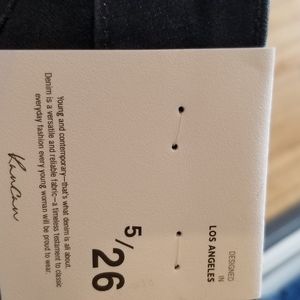 DESIGNED
IN
LOS ANGELES
5/26
Young and contemporary—that's what denim is all about.
Denim is a versatile and reliable fabric—a timeless testament to classic
everyday fashion every young woman will be proud to wear.
KanCan